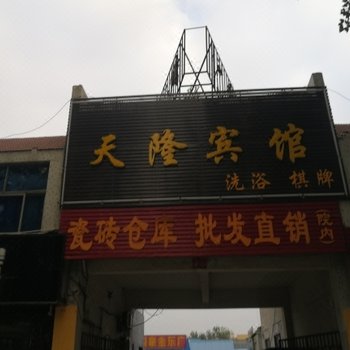 天隆宾馆
洗浴 棋牌
瓷砖仓库 批发直销(院内)